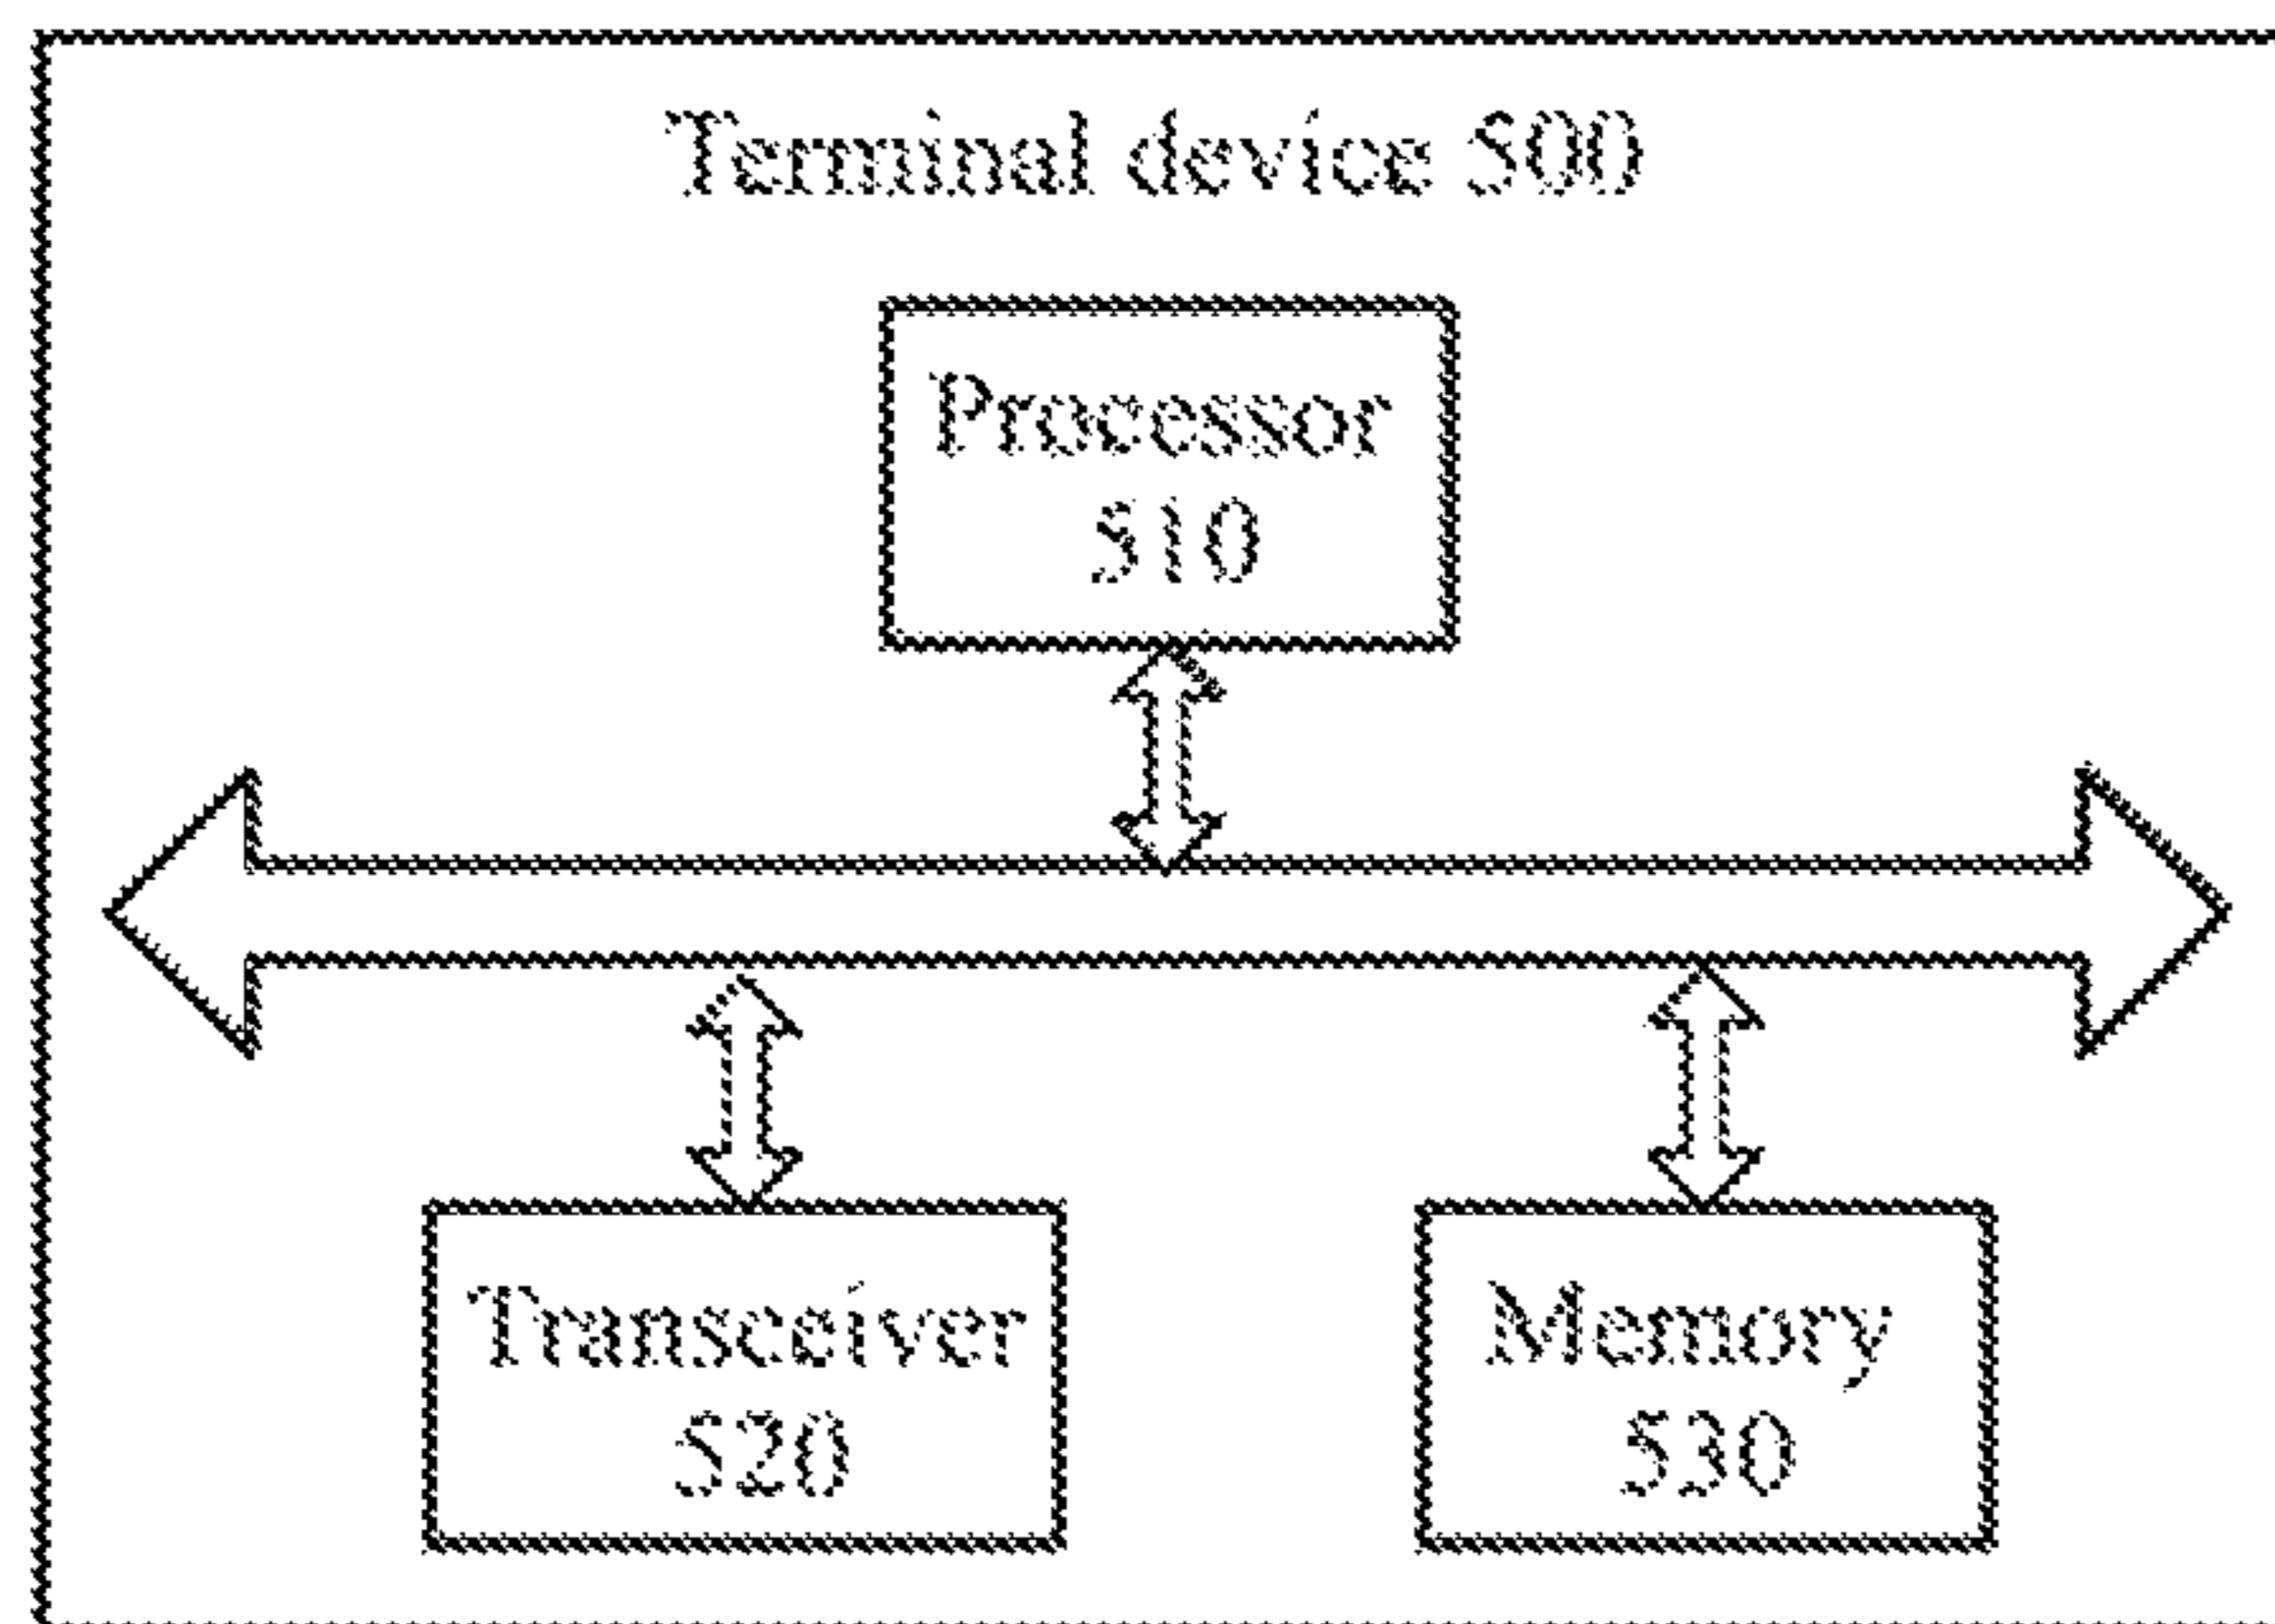 Terminal device 500
Processor
510
Transceiver
520
Memory
530